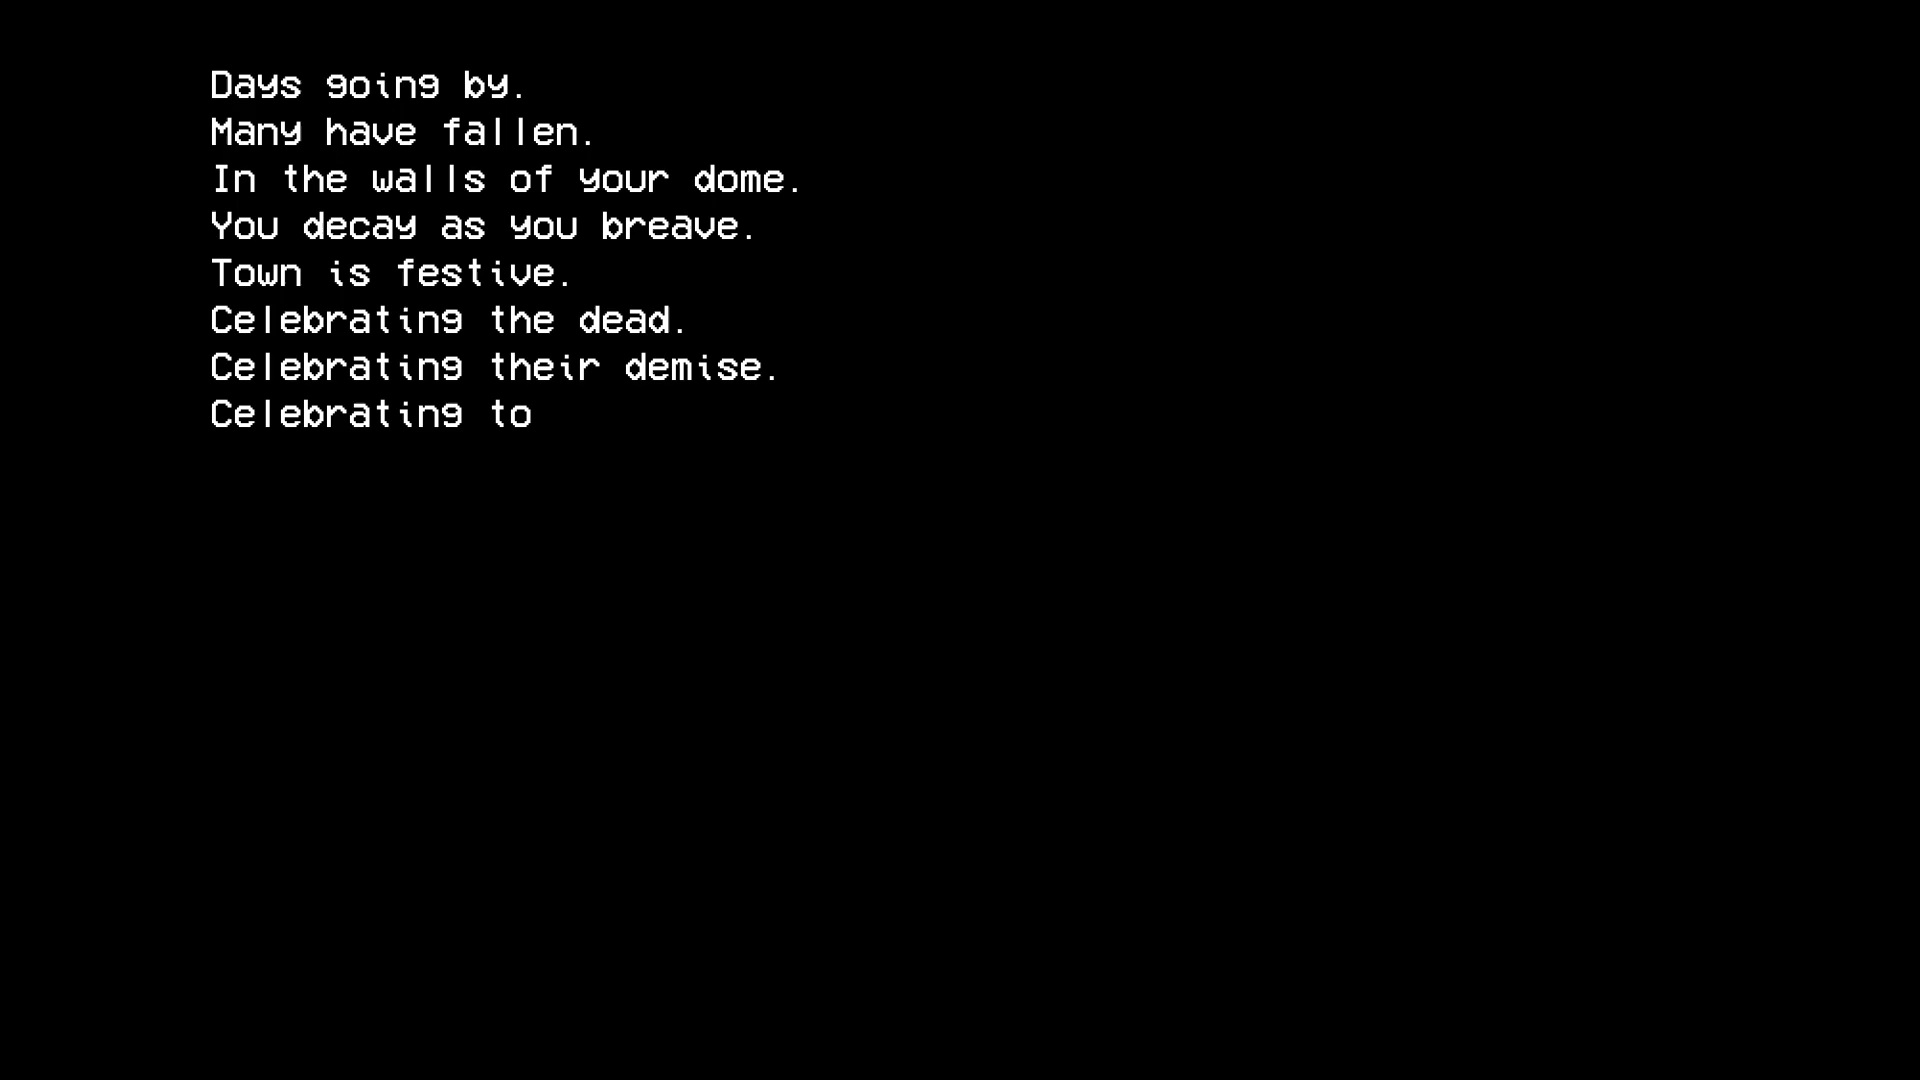 Days going by.
Many have fallen.
In the walls of your dome.
You decay as you breave.
Town is festive.
Celebrating the dead.
Celebrating their demise.
Celebrating to